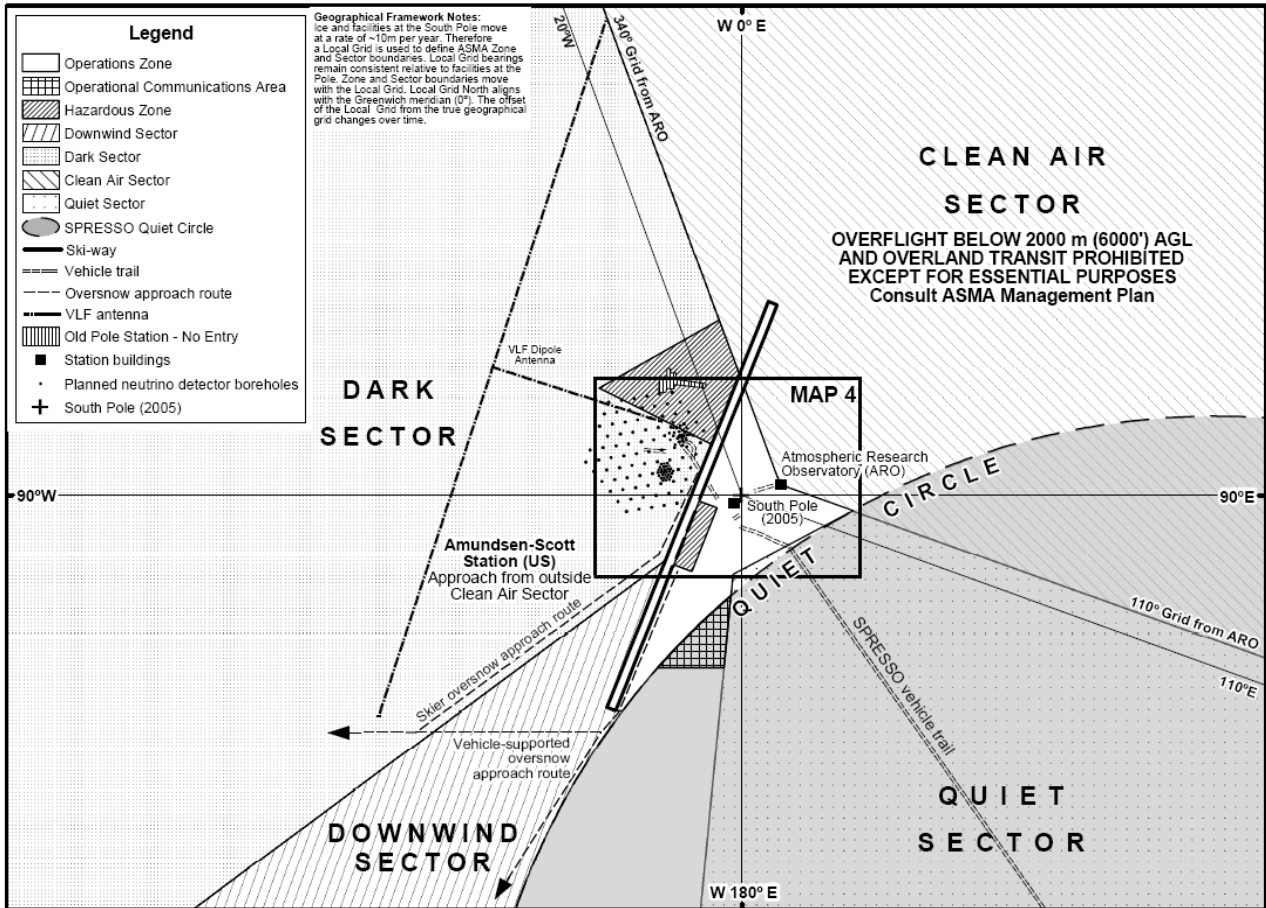 Legend
Operations Zone
Operational Communications Area
Hazardous Zone
Downwind Sector
Dark Sector
Clean Air Sector
Quiet Sector
SPRESSO Quiet Circle
Ski-way
Vehicle trail
Oversnow approach route
VLF antenna
Old Pole Station - No Entry
Station buildings
Planned neutrino detector boreholes
South Pole (2005)
Geographical Framework Notes:
Ice and facilities at the South Pole move
at a rate of ~10m per year. Therefore
a Local Grid is used to define ASMA Zone
and Sector boundaries. Local Grid bearings
remain consistent relative to facilities at the
Pole. Zone and Sector boundaries move
with the Local Grid. Local Grid North aligns
with the Greenwich meridian (0°). The offset
of the Local Grid from the true geographical
grid changes over time.
20°W
340° Grid from ARO
W 0° E
CLEAN AIR
SECTOR
OVERFLIGHT BELOW 2000 m (6000') AGL
AND OVERLAND TRANSIT PROHIBITED
EXCEPT FOR ESSENTIAL PURPOSES
Consult ASMA Management Plan
VLF Dipole
Antenna
DARK
SECTOR
MAP 4
Atmospheric Research
Observatory (ARO)
90°W
90°E
South Pole
(2005)
QUIET CIRCLE
Amundsen-Scott
Station (US)
Approach from outside
Clean Air Sector
110° Grid from ARO
110°E
Skier oversnow approach route
SPRESSO vehicle trail
Vehicle-supported
oversnow
approach route
QUIET
SECTOR
DOWNWIND
SECTOR
W 180° E